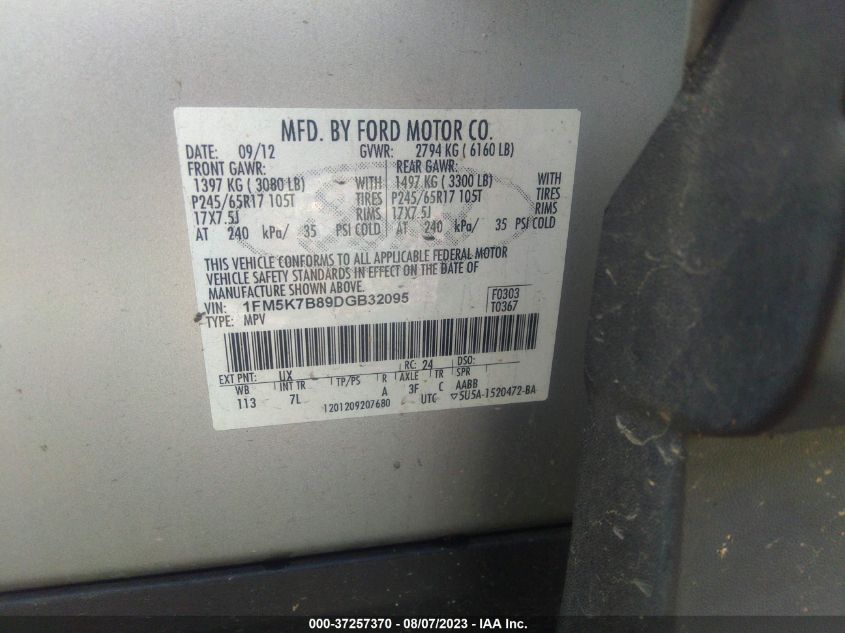 MFD. BY FORD MOTOR CO.
DATE: 09/12 GVWR: 2794 KG ( 6160 LB)
FRONT GAWR: REAR GAWR:
1397 KG ( 3080 LB) WITH 1497 KG ( 3300 LB) WITH
P245/65R17 105T TIRES P245/65R17 105T TIRES
17X7.5J RIMS 17X7.5J RIMS
AT 240 kPa/ 35 PSI COLD AT 240 kPa/ 35 PSI COLD
THIS VEHICLE CONFORMS TO ALL APPLICABLE FEDERAL MOTOR
VEHICLE SAFETY STANDARDS IN EFFECT ON THE DATE OF
MANUFACTURE SHOWN ABOVE.
VIN: 1FM5K7B89DGB32095 F0303
TYPE: MPV T0367
EXT PNT: UX RC: 24 DSO:
WB INT TR TP/PS R AXLE TR SPR
113 7L A 3F C AABB
1201209207680 UTC ▽5U5A-1520472-BA
000-37257370 - 08/07/2023 - IAA Inc.